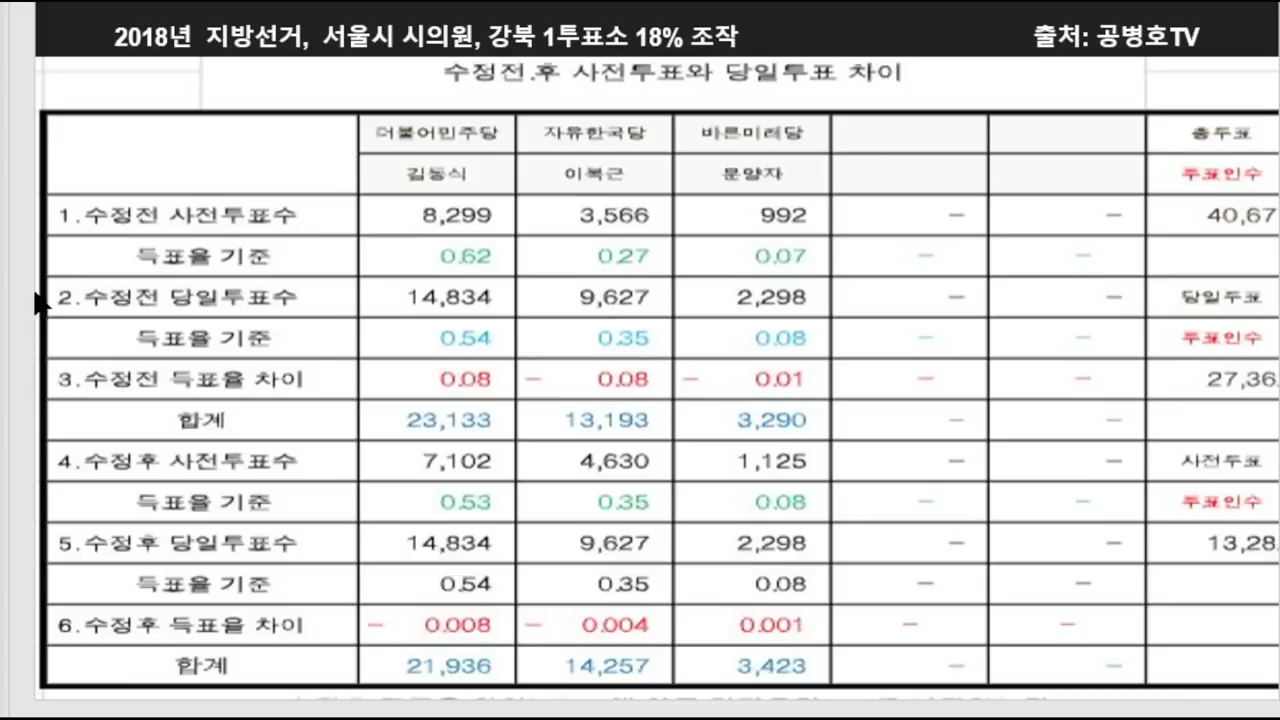 2018년 지방선거, 서울시 시의원, 강북 1투표소 18% 조작 출처: 공병호TV
수정전.후 사전투표와 당일투표 차이
더불어민주당 자유한국당 바른미래당 총투표
김동식 이복근 문양자 투표인수
1.수정전 사전투표수 8,299 3,566 992 – – 40,67
득표율 기준 0.62 0.27 0.07 – –
2.수정전 당일투표수 14,834 9,627 2,298 – – 당일투표
득표율 기준 0.54 0.35 0.08 – – 투표인수
3.수정전 득표율 차이 0.08 – 0.08 – 0.01 – – 27,36
합계 23,133 13,193 3,290 – –
4.수정후 사전투표수 7,102 4,630 1,125 – – 사전투표
득표율 기준 0.53 0.35 0.08 – – 투표인수
5.수정후 당일투표수 14,834 9,627 2,298 – – 13,28
득표율 기준 0.54 0.35 0.08 – –
6.수정후 득표율 차이 – 0.008 – 0.004 0.001 – –
합계 21,936 14,257 3,423 – –